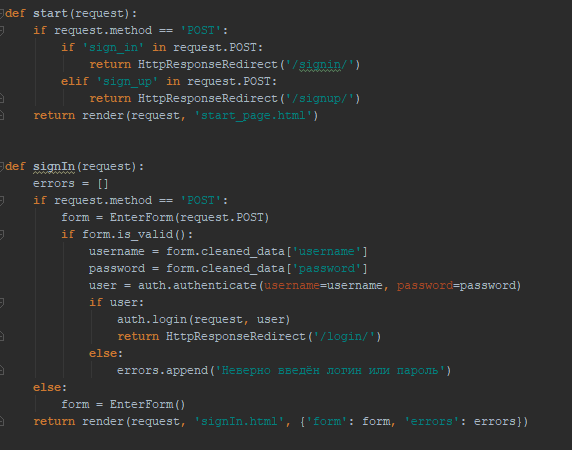 def start(request):
    if request.method == 'POST':
        if 'sign_in' in request.POST:
            return HttpResponseRedirect('/signin/')
        elif 'sign_up' in request.POST:
            return HttpResponseRedirect('/signup/')
    return render(request, 'start_page.html')
def signIn(request):
    errors = []
    if request.method == 'POST':
        form = EnterForm(request.POST)
        if form.is_valid():
            username = form.cleaned_data['username']
            password = form.cleaned_data['password']
            user = auth.authenticate(username=username, password=password)
            if user:
                auth.login(request, user)
                return HttpResponseRedirect('/login/')
            else:
                errors.append('Неверно введён логин или пароль')
    else:
        form = EnterForm()
    return render(request, 'signIn.html', {'form': form, 'errors': errors})